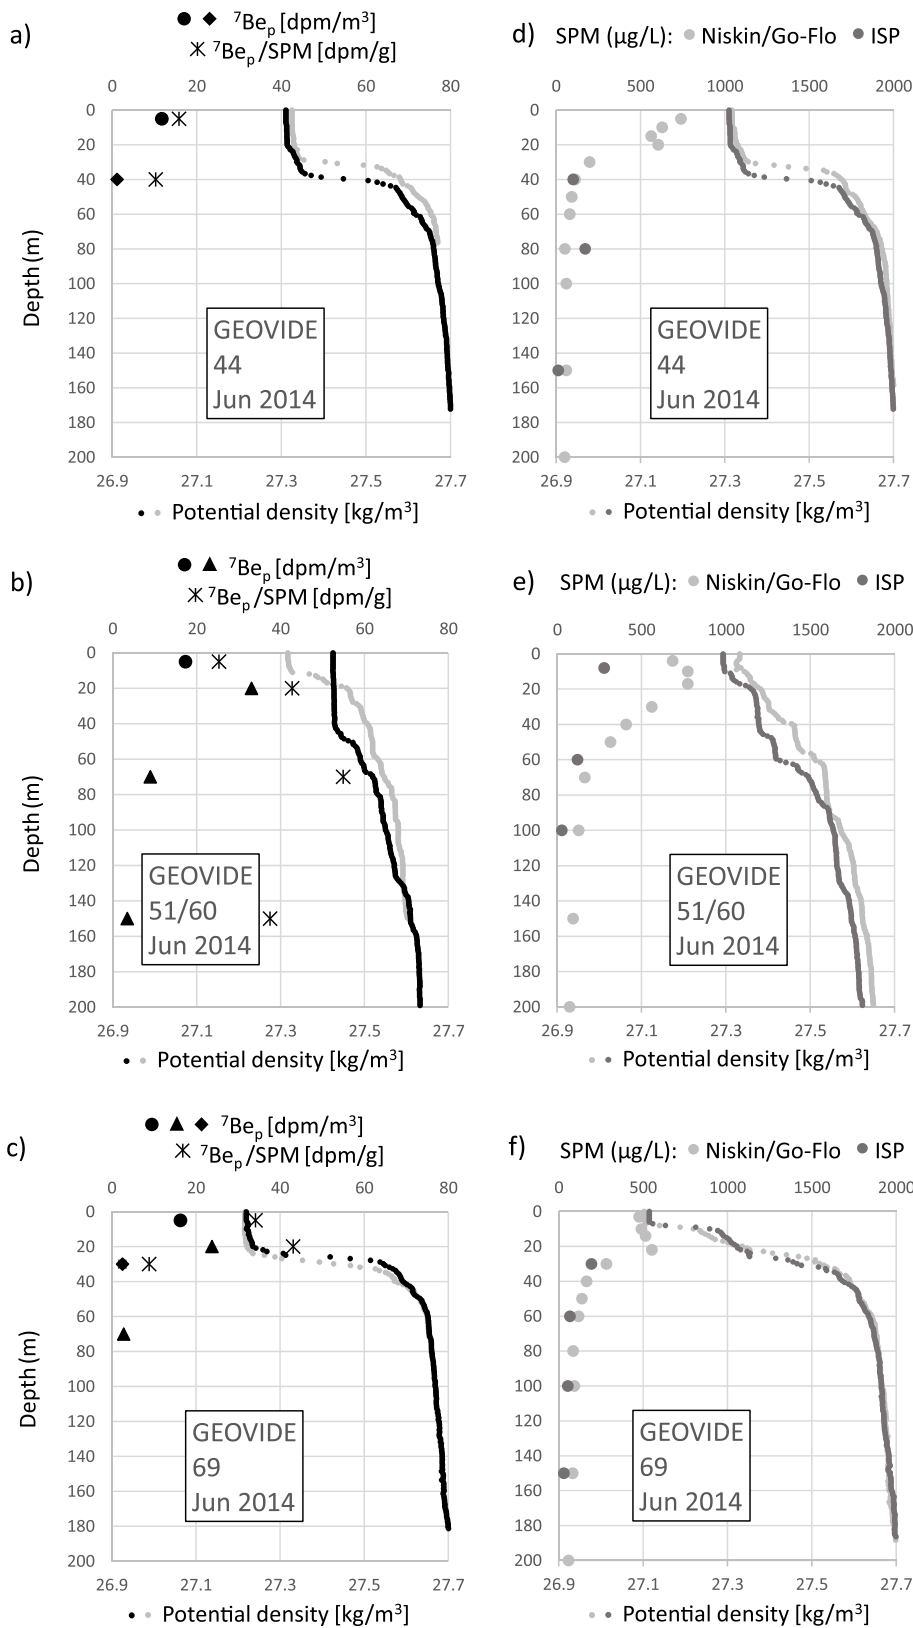 a)
⁷Beₚ [dpm/m³]
⁷Beₚ/SPM [dpm/g]
0 20 40 60 80
0
20
40
60
80
100
120
140
160
180
200
Depth (m)
GEOVIDE
44
Jun 2014
26.9 27.1 27.3 27.5 27.7
Potential density [kg/m³]
d) SPM (µg/L): Niskin/Go-Flo ISP
0 500 1000 1500 2000
0
20
40
60
80
100
120
140
160
180
200
GEOVIDE
44
Jun 2014
26.9 27.1 27.3 27.5 27.7
Potential density [kg/m³]
b)
⁷Beₚ [dpm/m³]
⁷Beₚ/SPM [dpm/g]
0 20 40 60 80
0
20
40
60
80
100
120
140
160
180
200
Depth (m)
GEOVIDE
51/60
Jun 2014
26.9 27.1 27.3 27.5 27.7
Potential density [kg/m³]
e) SPM (µg/L): Niskin/Go-Flo ISP
0 500 1000 1500 2000
0
20
40
60
80
100
120
140
160
180
200
GEOVIDE
51/60
Jun 2014
26.9 27.1 27.3 27.5 27.7
Potential density [kg/m³]
c)
⁷Beₚ [dpm/m³]
⁷Beₚ/SPM [dpm/g]
0 20 40 60 80
0
20
40
60
80
100
120
140
160
180
200
Depth (m)
GEOVIDE
69
Jun 2014
26.9 27.1 27.3 27.5 27.7
Potential density [kg/m³]
f) SPM (µg/L): Niskin/Go-Flo ISP
0 500 1000 1500 2000
0
20
40
60
80
100
120
140
160
180
200
GEOVIDE
69
Jun 2014
26.9 27.1 27.3 27.5 27.7
Potential density [kg/m³]